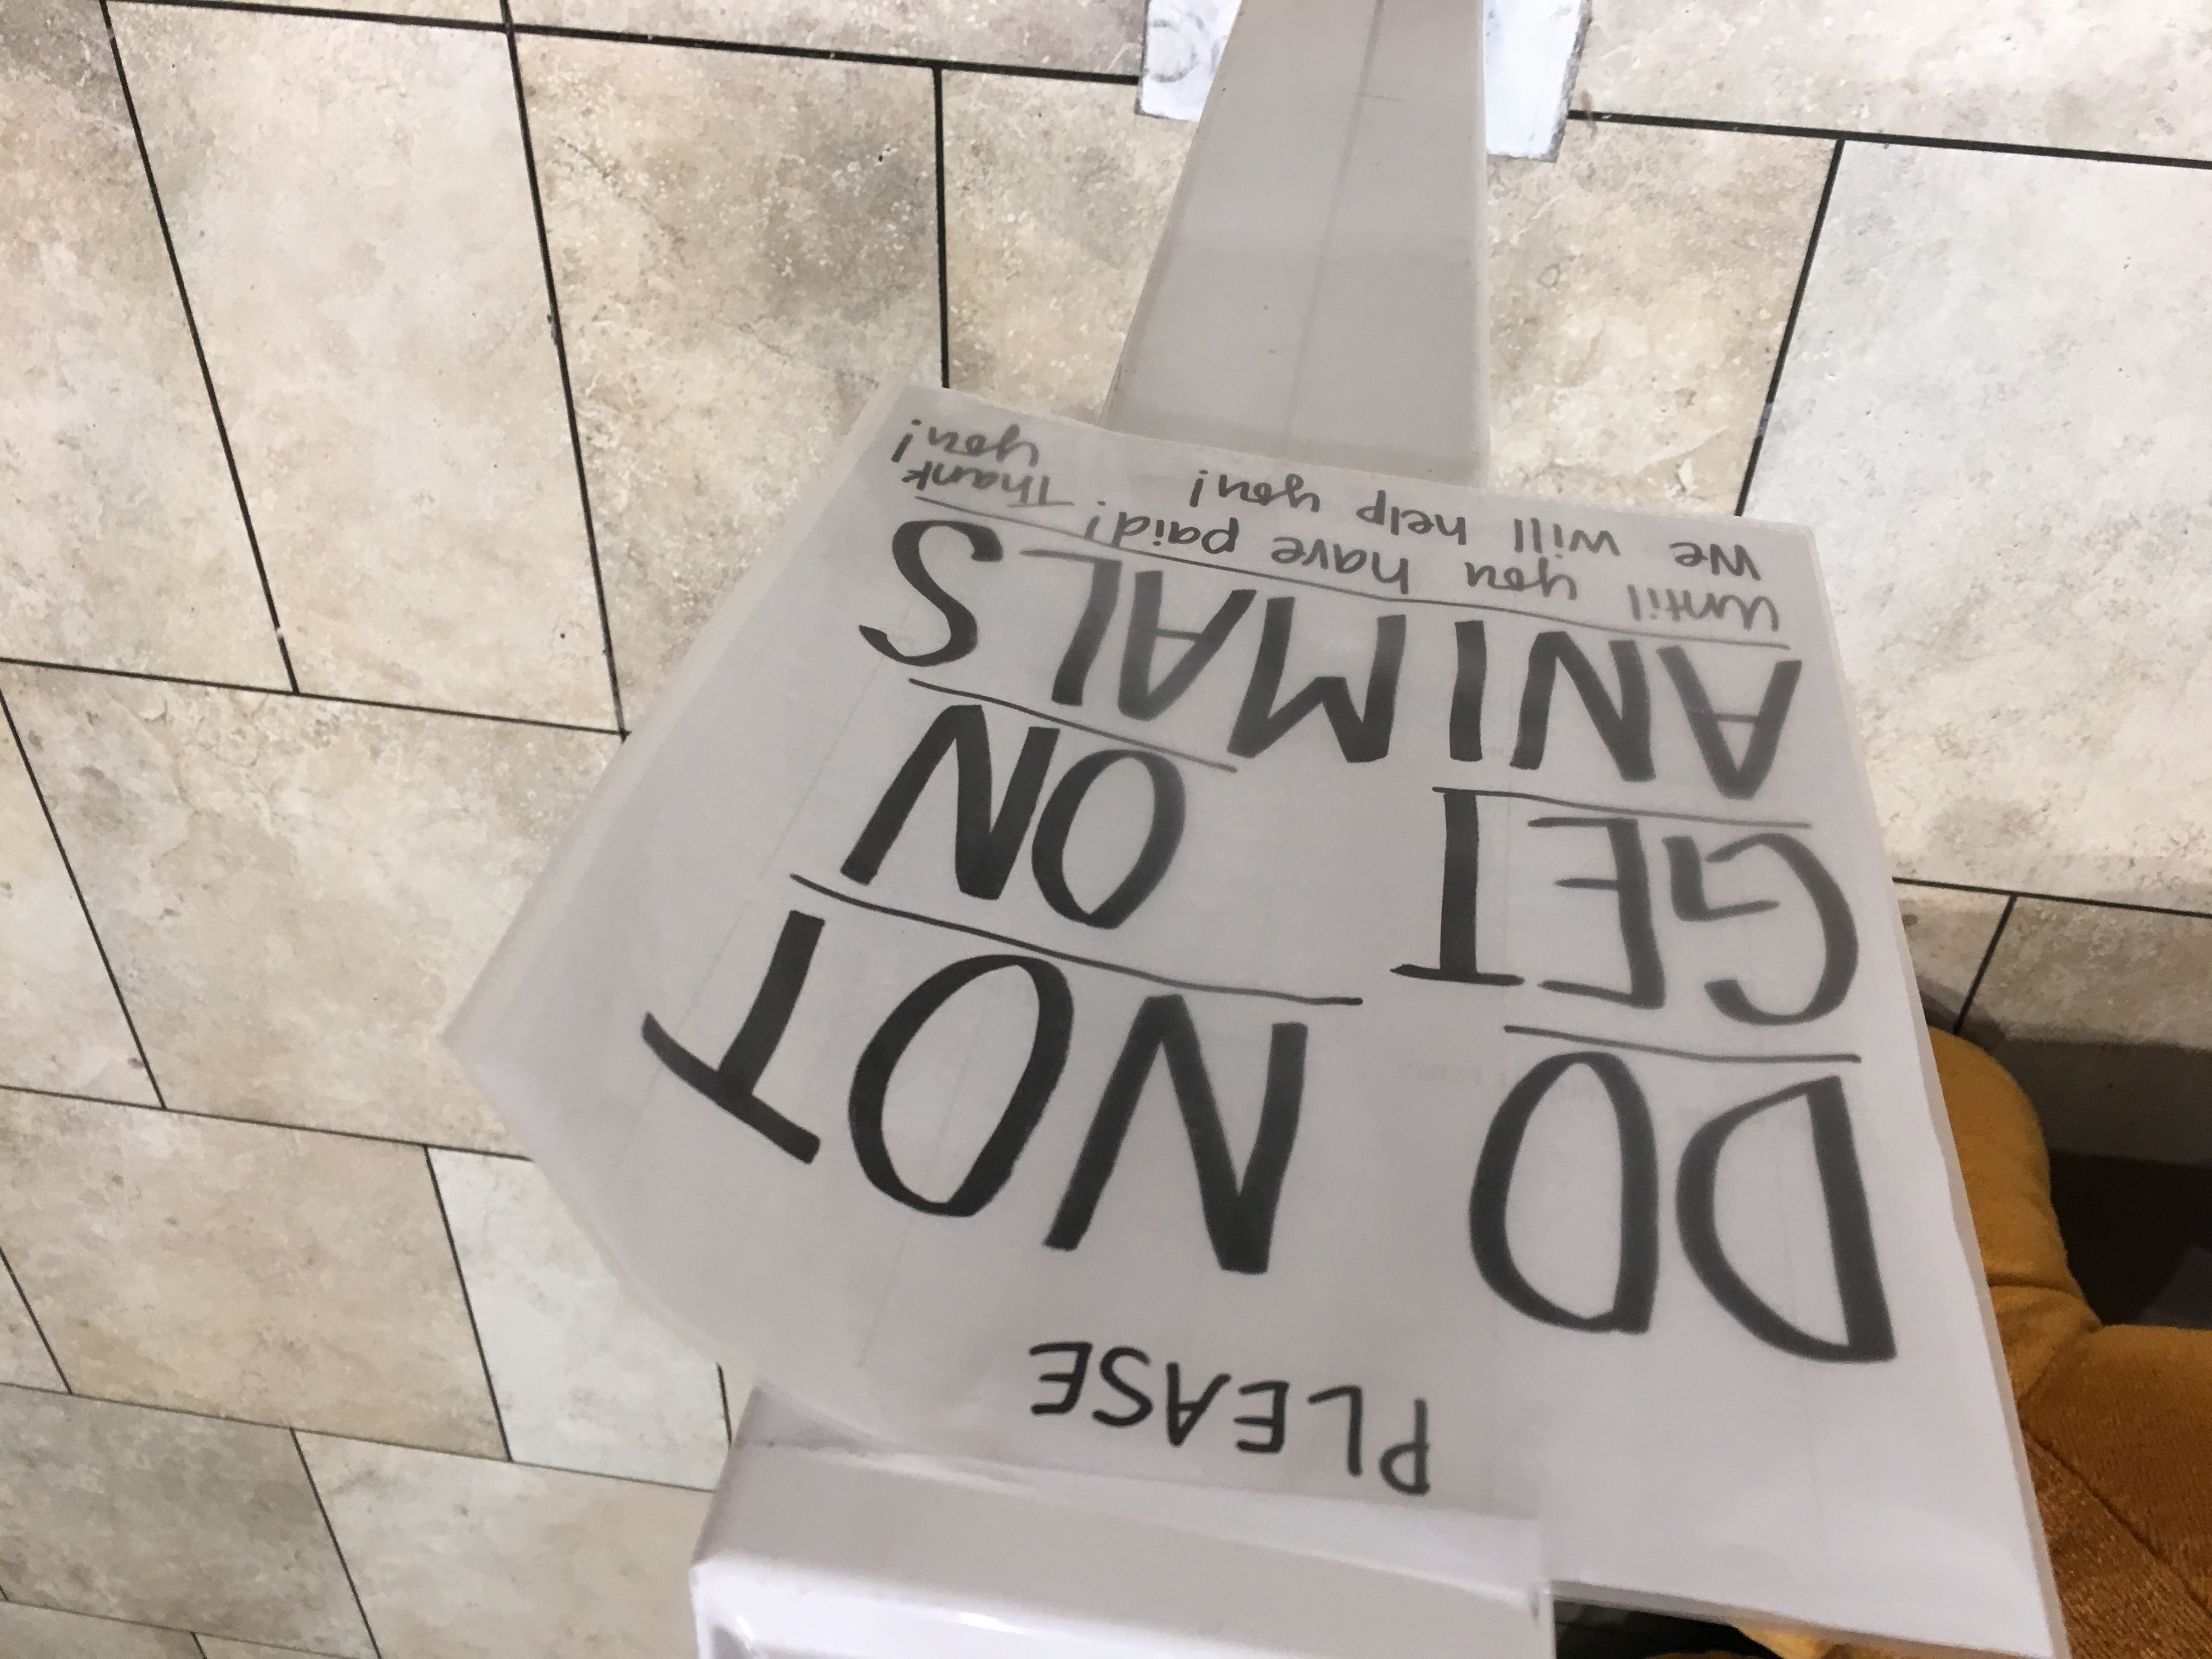 PLEASE
DO NOT
GET ON
ANIMALS
until you have paid! Thank you!
We will help you!